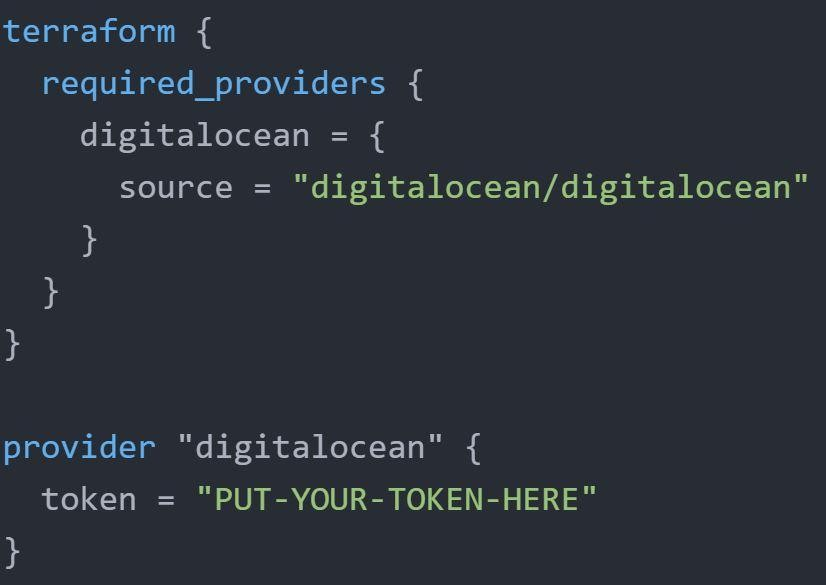 terraform {
  required_providers {
    digitalocean = {
      source = "digitalocean/digitalocean"
    }
  }
}

provider "digitalocean" {
  token = "PUT-YOUR-TOKEN-HERE"
}